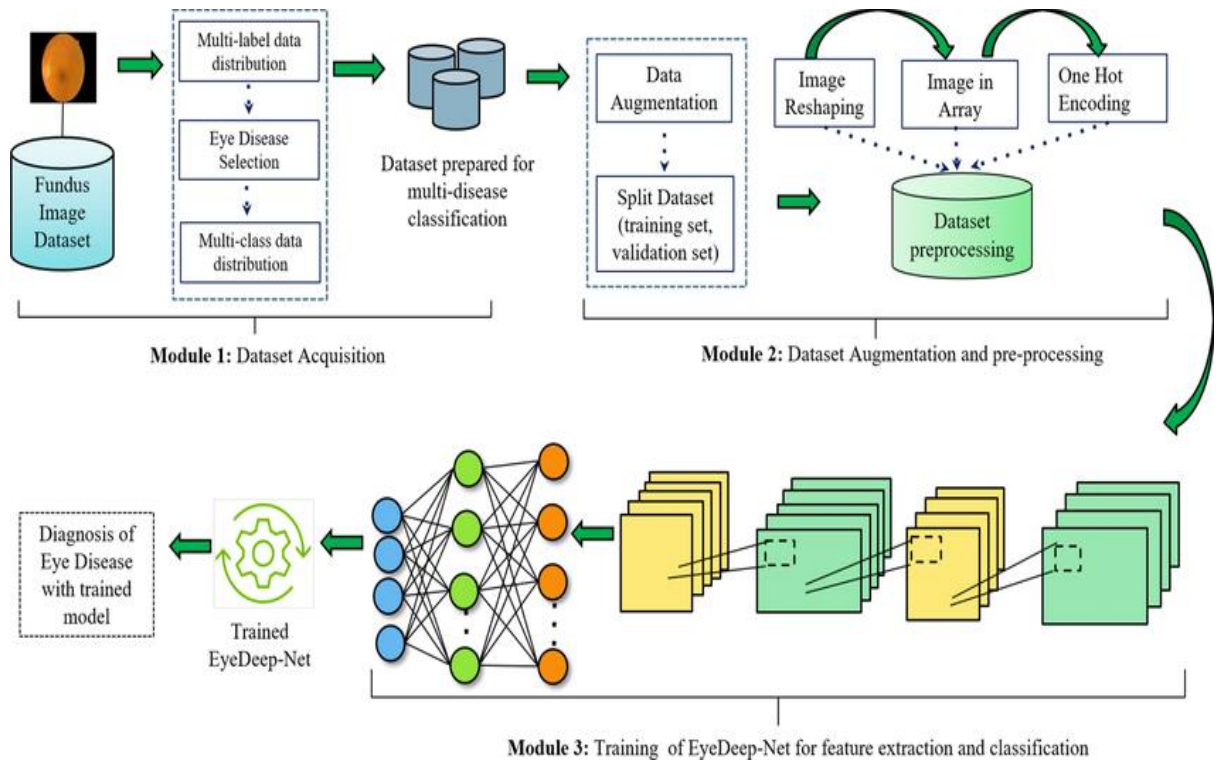 Fundus
Image
Dataset
Multi-label data
distribution
Eye Disease
Selection
Multi-class data
distribution
Dataset prepared for
multi-disease
classification
Module 1: Dataset Acquisition
Data
Augmentation
Split Dataset
(training set,
validation set)
Image
Reshaping
Image in
Array
One Hot
Encoding
Dataset
preprocessing
Module 2: Dataset Augmentation and pre-processing
Diagnosis of
Eye Disease
with trained
model
Trained
EyeDeep-Net
Module 3: Training of EyeDeep-Net for feature extraction and classification